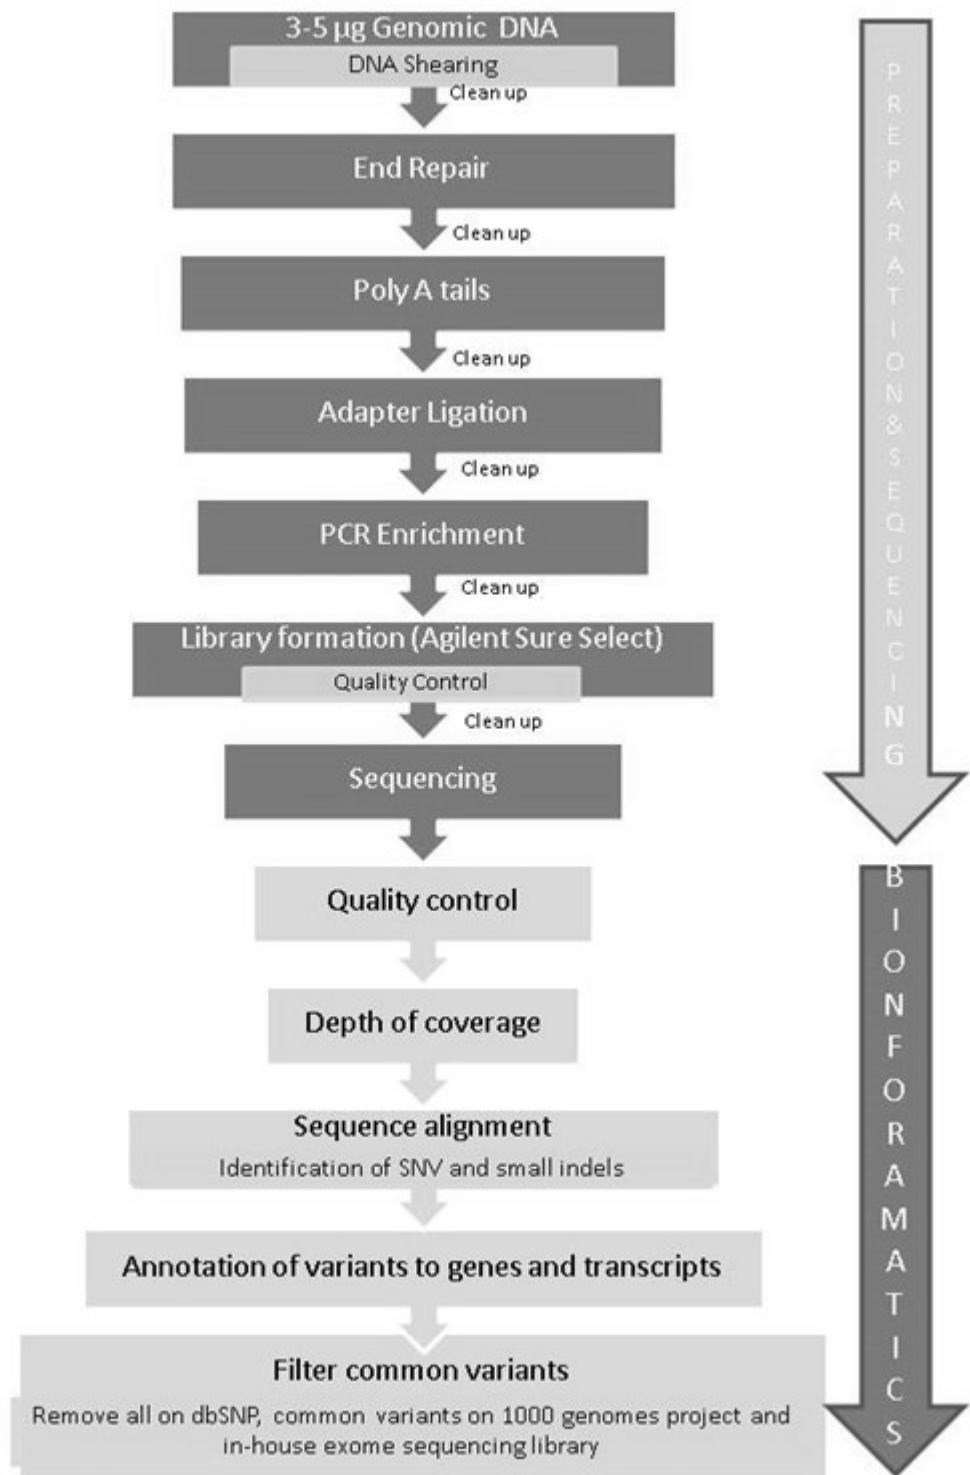 3-5 µg Genomic DNA
DNA Shearing
Clean up
End Repair
Clean up
Poly A tails
Clean up
Adapter Ligation
Clean up
PCR Enrichment
Clean up
Library formation (Agilent Sure Select)
Quality Control
Clean up
Sequencing
Quality control
Depth of coverage
Sequence alignment
Identification of SNV and small indels
Annotation of variants to genes and transcripts
Filter common variants
Remove all on dbSNP, common variants on 1000 genomes project and
in-house exome sequencing library
PREPARATION&SEQUENCING
BIONFORAMATICS